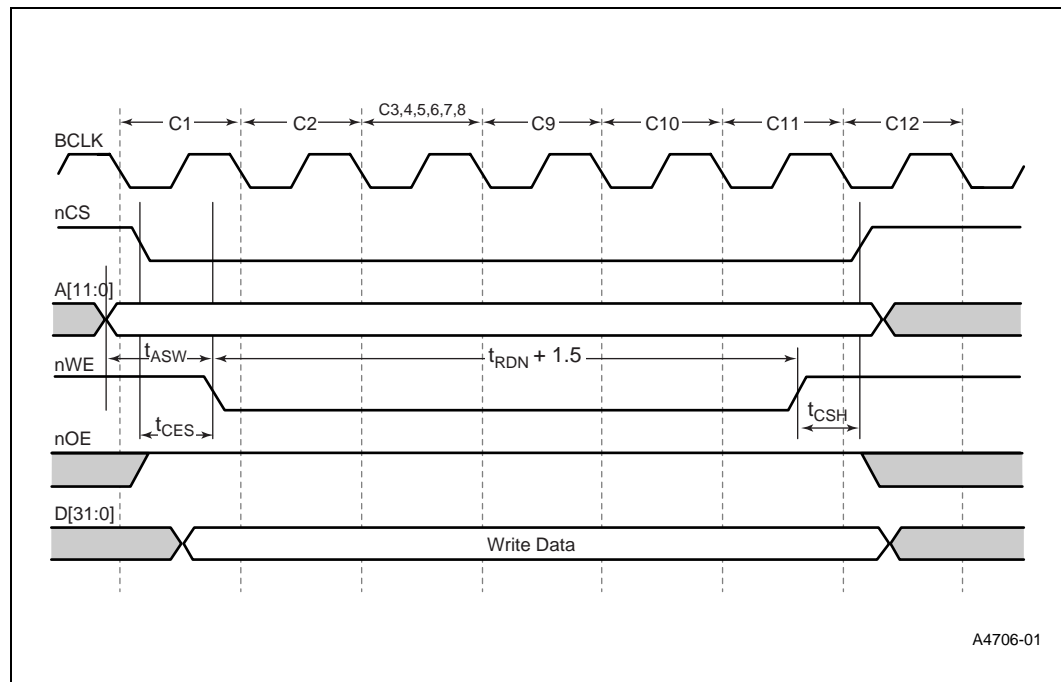 C1
C2
C3,4,5,6,7,8
C9
C10
C11
C12
BCLK
nCS
A[11:0]
tASW
tRDN + 1.5
nWE
tCES
tCSH
nOE
D[31:0]
Write Data
A4706-01